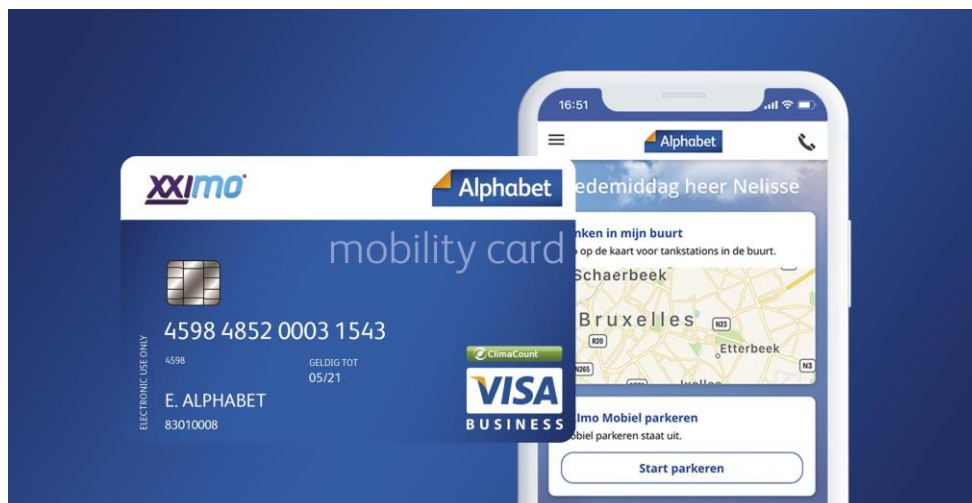 XXImo
Alphabet
mobility card
4598 4852 0003 1543
4598
GELDIG TOT
05/21
E. ALPHABET
83010008
ELECTRONIC USE ONLY
ClimaCount
VISA
BUSINESS
16:51
Alphabet
edemiddag heer Nelisse
nken in mijn buurt
op de kaart voor tankstations in de buurt.
Schaerbeek
Bruxelles
N23
R20
Etterbeek
N265
N3
Imo Mobiel parkeren
obiel parkeren staat uit.
Start parkeren